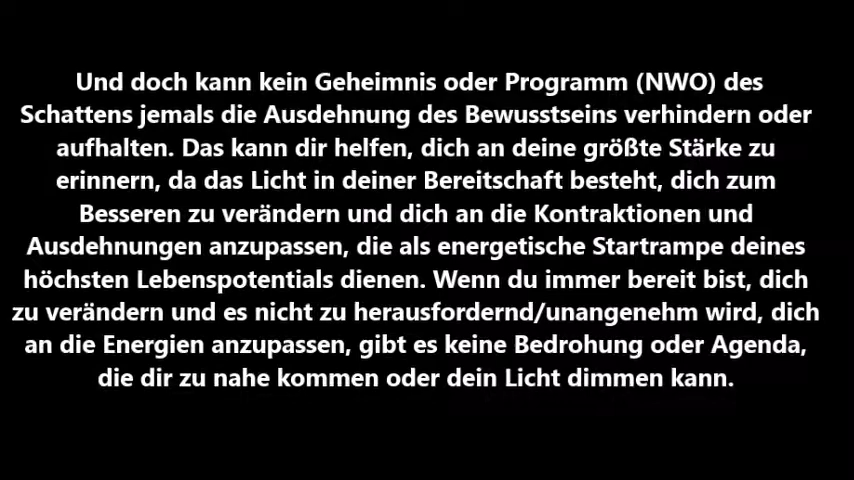 Und doch kann kein Geheimnis oder Programm (NWO) des
Schattens jemals die Ausdehnung des Bewusstseins verhindern oder
aufhalten. Das kann dir helfen, dich an deine größte Stärke zu
erinnern, da das Licht in deiner Bereitschaft besteht, dich zum
Besseren zu verändern und dich an die Kontraktionen und
Ausdehnungen anzupassen, die als energetische Startrampe deines
höchsten Lebenspotentials dienen. Wenn du immer bereit bist, dich
zu verändern und es nicht zu herausfordernd/unangenehm wird, dich
an die Energien anzupassen, gibt es keine Bedrohung oder Agenda,
die dir zu nahe kommen oder dein Licht dimmen kann.